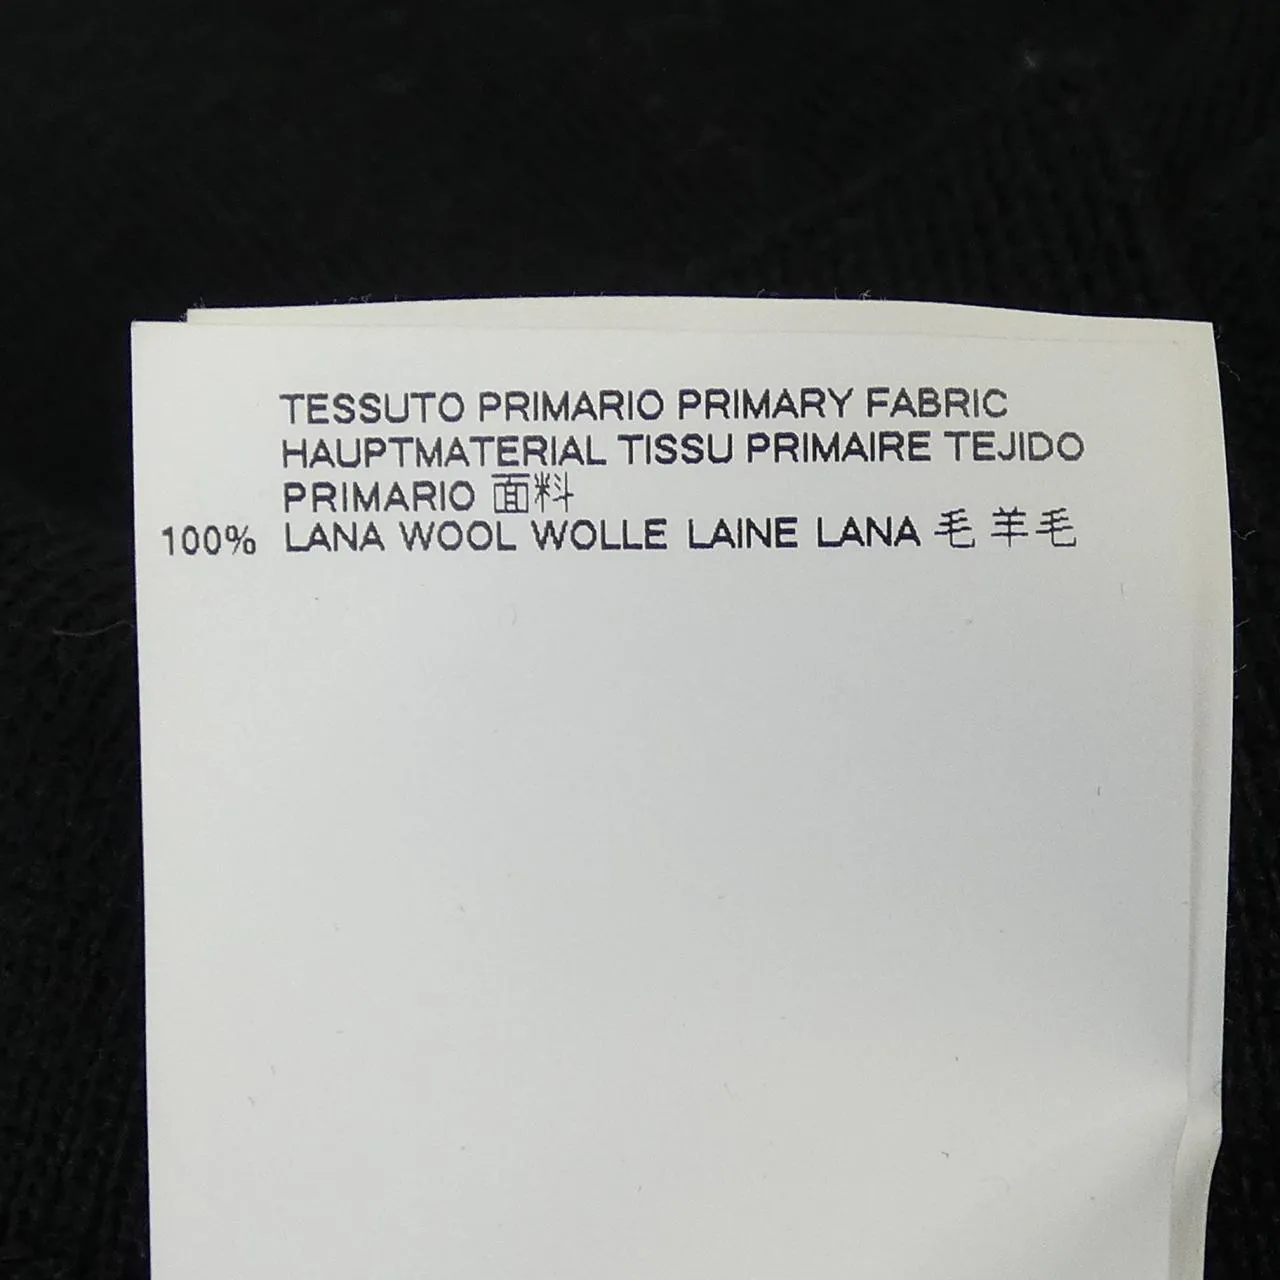 TESSUTO PRIMARIO PRIMARY FABRIC
HAUPTMATERIAL TISSU PRIMAIRE TEJIDO
PRIMARIO 面料
100% LANA WOOL WOLLE LAINE LANA 毛 羊毛